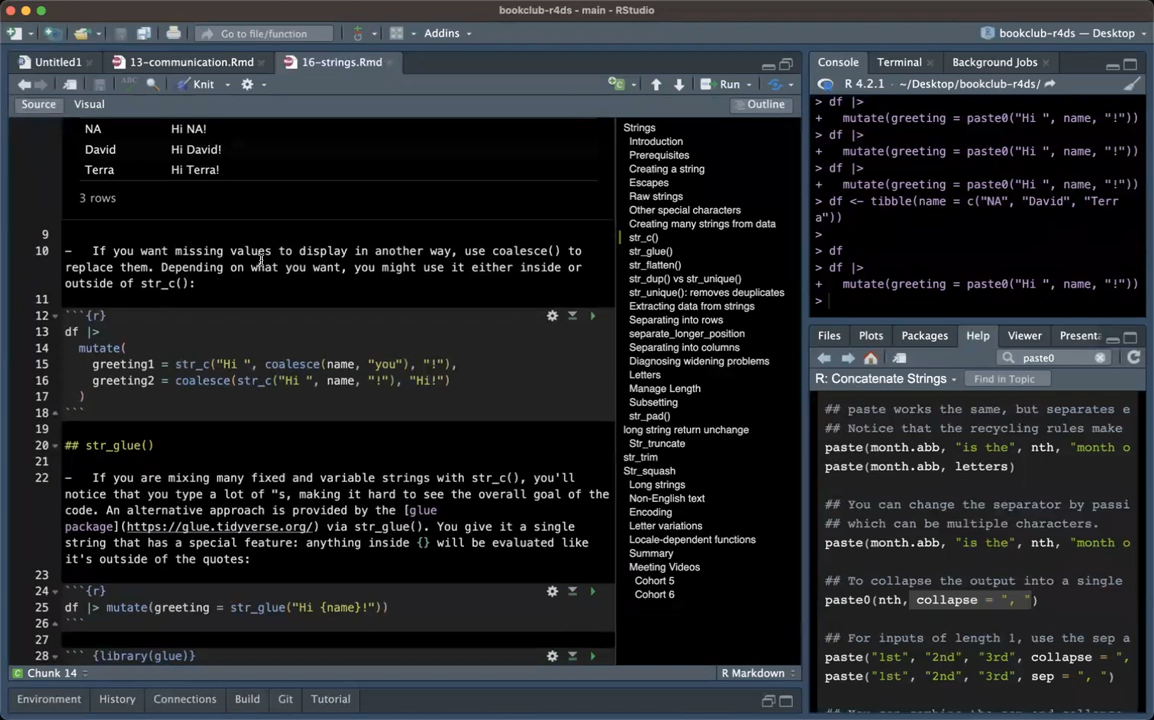 bookclub-r4ds - main - RStudio
Go to file/function
Addins
bookclub-r4ds — Desktop
Untitled1
13-communication.Rmd
16-strings.Rmd
Knit
Run
Source
Visual
Outline
NA Hi NA!
David Hi David!
Terra Hi Terra!
3 rows
9
10 - If you want missing values to display in another way, use coalesce() to
replace them. Depending on what you want, you might use it either inside or
outside of str_c():
11
12 ```{r}
13 df |>
14 mutate(
15 greeting1 = str_c("Hi ", coalesce(name, "you"), "!"),
16 greeting2 = coalesce(str_c("Hi ", name, "!"), "Hi!")
17 )
18 ```
19
20 ## str_glue()
21
22 - If you are mixing many fixed and variable strings with str_c(), you'll
notice that you type a lot of "s, making it hard to see the overall goal of the
code. An alternative approach is provided by the [glue
package](https://glue.tidyverse.org/) via str_glue(). You give it a single
string that has a special feature: anything inside {} will be evaluated like
it's outside of the quotes:
23
24 ```{r}
25 df |> mutate(greeting = str_glue("Hi {name}!"))
26 ```
27
28 ``` {library(glue)}
Chunk 14
R Markdown
Strings
Introduction
Prerequisites
Creating a string
Escapes
Raw strings
Other special characters
Creating many strings from data
str_c()
str_glue()
str_flatten()
str_dup() vs str_unique()
str_unique: removes deuplicates
Extracting data from strings
Separating into rows
separate_longer_position
Separating into columns
Diagnosing widening problems
Letters
Manage Length
Subsetting
str_pad()
long string return unchange
Str_truncate
str_trim
Str_squash
Long strings
Non-English text
Encoding
Letter variations
Locale-dependent functions
Summary
Meeting Videos
Cohort 5
Cohort 6
Environment
History
Connections
Build
Git
Tutorial
Console
Terminal
Background Jobs
R 4.2.1 · ~/Desktop/bookclub-r4ds/
> df |>
+ mutate(greeting = paste0("Hi ", name, "!"))
> df |>
+ mutate(greeting = paste0("Hi ", name, "!"))
> df |>
+ mutate(greeting = paste0("Hi ", name, "!"))
> df <- tibble(name = c("NA", "David", "Terr
a"))
>
> df
> df |>
+ mutate(greeting = paste0("Hi ", name, "!"))
>
Files
Plots
Packages
Help
Viewer
Presenta
paste0
R: Concatenate Strings
Find in Topic
## paste works the same, but separates e
## Notice that the recycling rules make
paste(month.abb, "is the", nth, "month o
paste(month.abb, letters)
## You can change the separator by passi
## which can be multiple characters.
paste(month.abb, "is the", nth, "month o
## To collapse the output into a single
paste0(nth, collapse = ", ")
## For inputs of length 1, use the sep a
paste("1st", "2nd", "3rd", collapse = ",
paste("1st", "2nd", "3rd", sep = ", ")